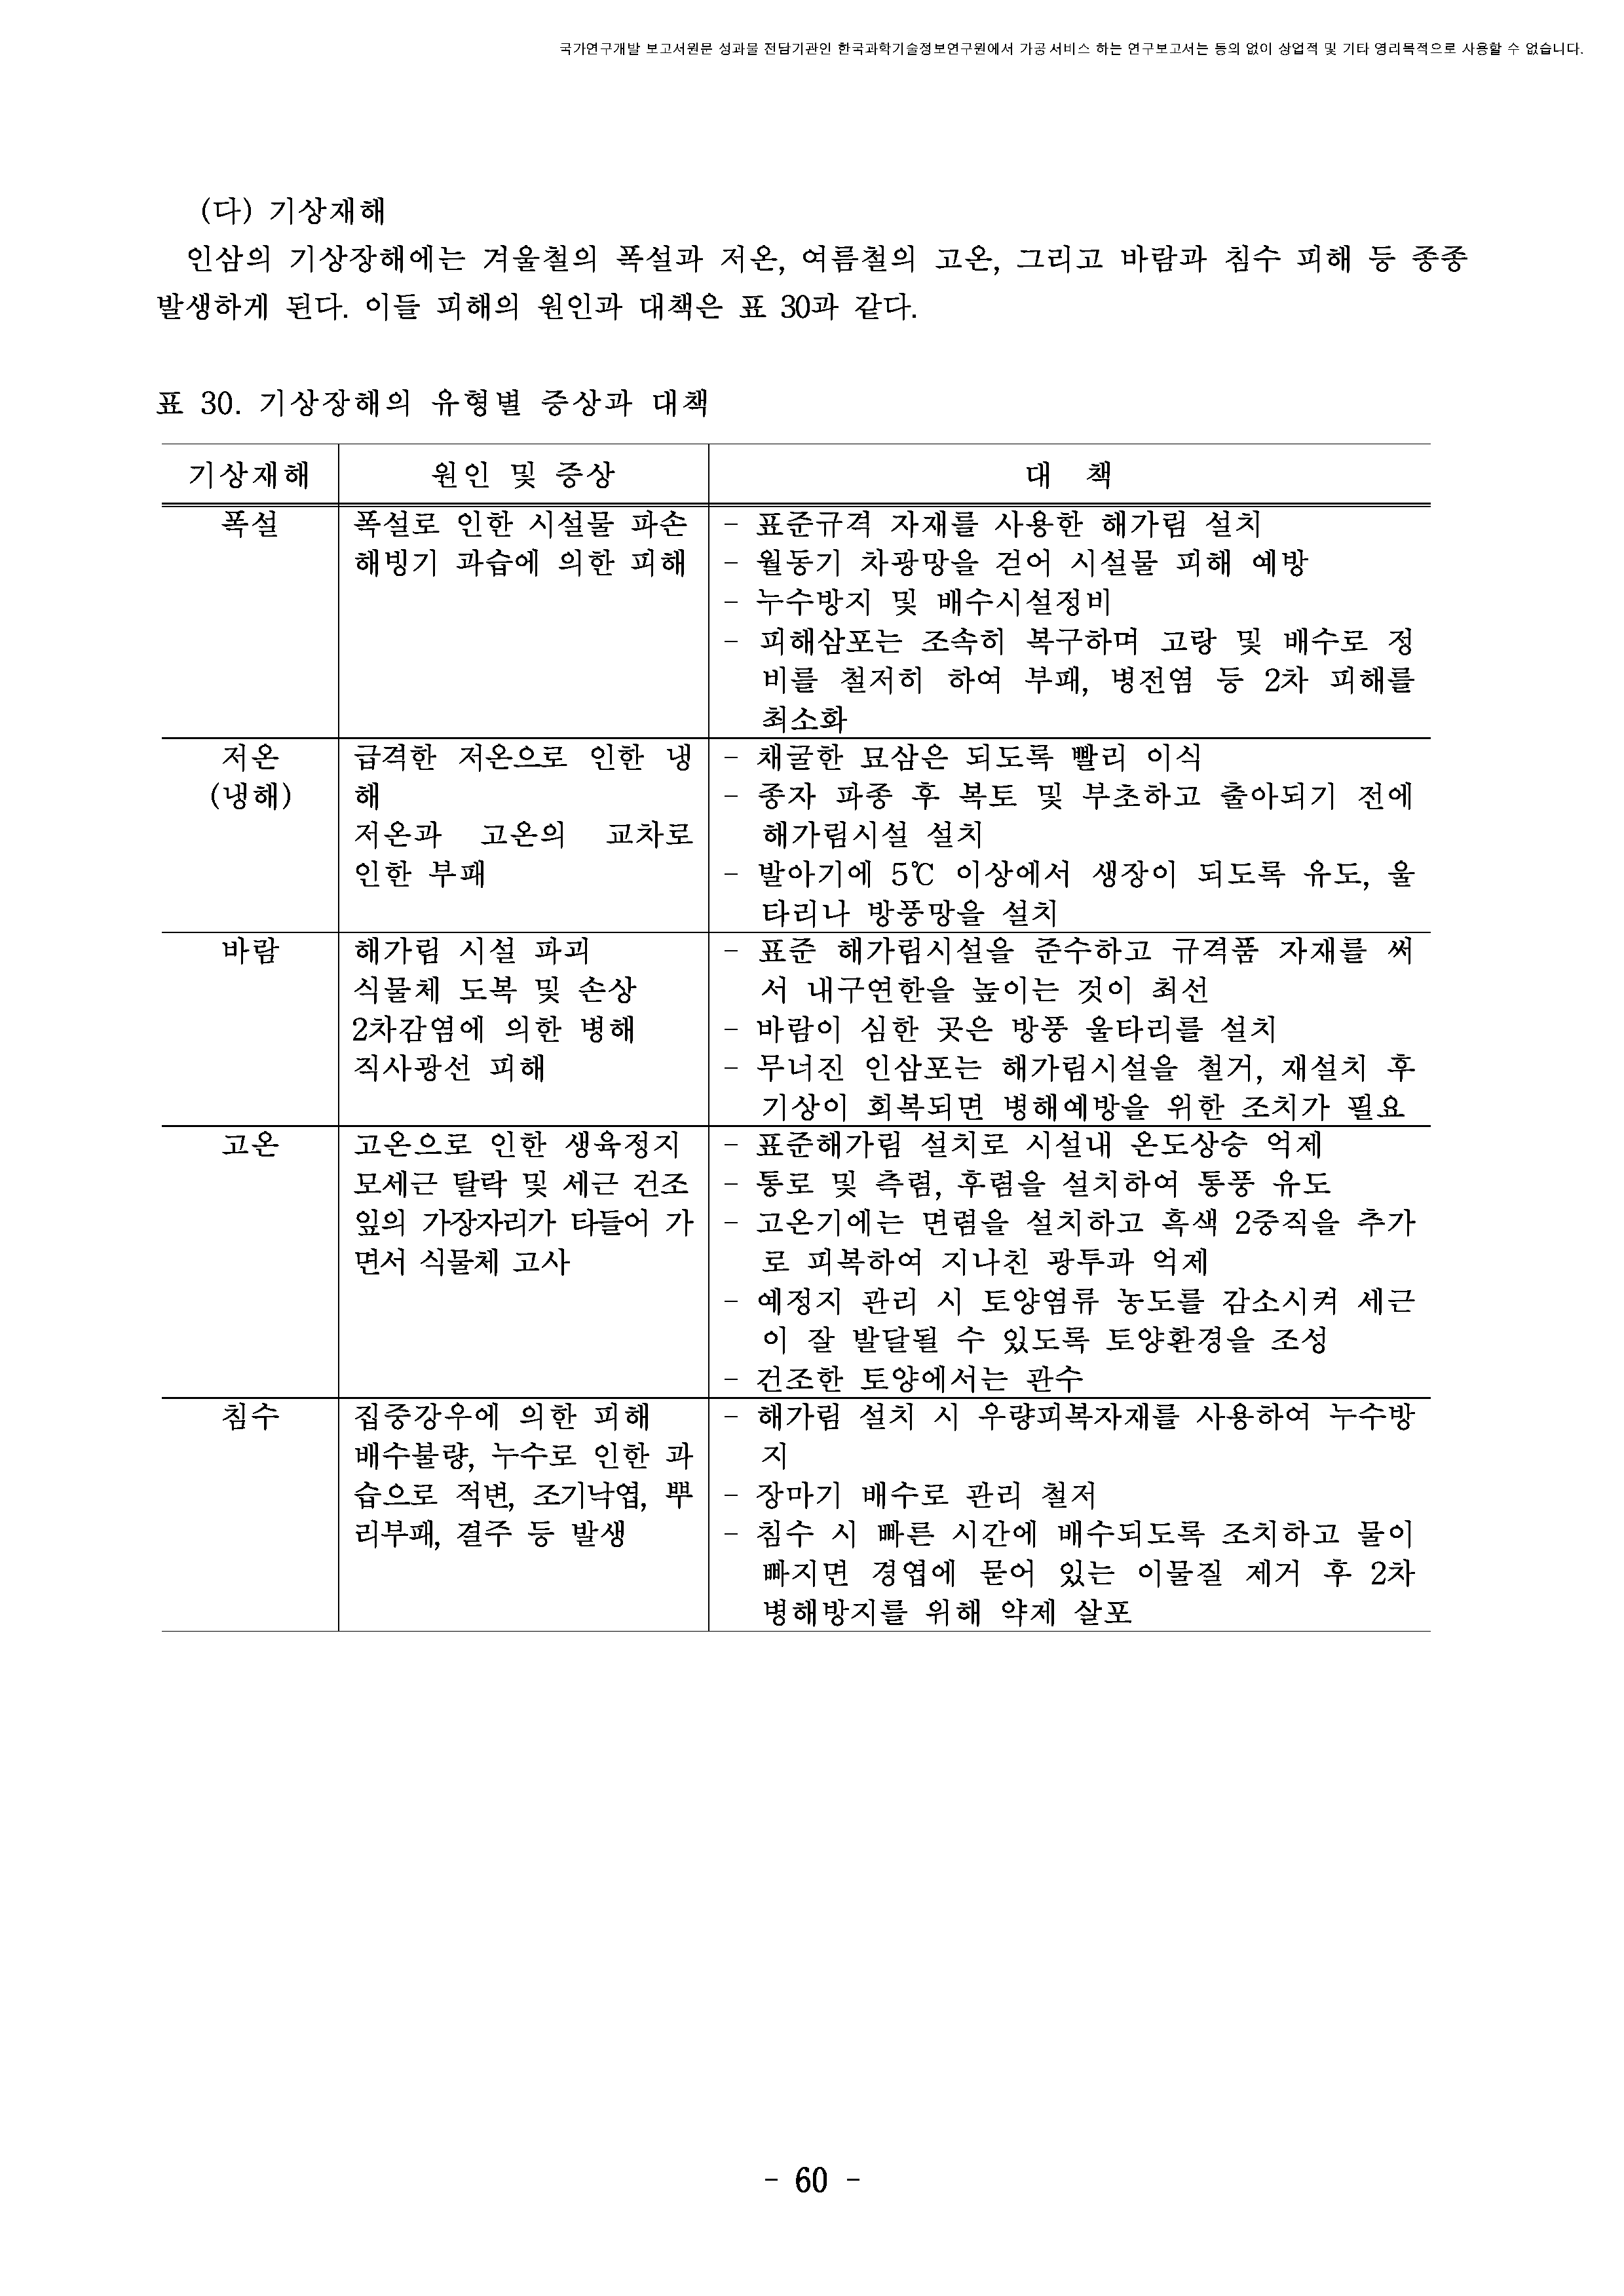 국가연구개발 보고서원문 성과물 전담기관인 한국과학기술정보연구원에서 가공·서비스 하는 연구보고서는 동의 없이 상업적 및 기타 영리목적으로 사용할 수 없습니다.
(다) 기상재해
인삼의 기상장해에는 겨울철의 폭설과 저온, 여름철의 고온, 그리고 바람과 침수 피해 등 종종
발생하게 된다. 이들 피해의 원인과 대책은 표 30과 같다.
표 30. 기상장해의 유형별 증상과 대책
기상재해 원인 및 증상 대 책
폭설
폭설로 인한 시설물 파손
해빙기 과습에 의한 피해
- 표준규격 자재를 사용한 해가림 설치
- 월동기 차광망을 걷어 시설물 피해 예방
- 누수방지 및 배수시설정비
- 피해삼포는 조속히 복구하며 고랑 및 배수로 정
비를 철저히 하여 부패, 병전염 등 2차 피해를
최소화
저온
(냉해)
급격한 저온으로 인한 냉
해
저온과 고온의 교차로
인한 부패
- 채굴한 묘삼은 되도록 빨리 이식
- 종자 파종 후 복토 및 부초하고 출아되기 전에
해가림시설 설치
- 발아기에 5℃ 이상에서 생장이 되도록 유도, 울
타리나 방풍망을 설치
바람
해가림 시설 파괴
식물체 도복 및 손상
2차감염에 의한 병해
직사광선 피해
- 표준 해가림시설을 준수하고 규격품 자재를 써
서 내구연한을 높이는 것이 최선
- 바람이 심한 곳은 방풍 울타리를 설치
- 무너진 인삼포는 해가림시설을 철거, 재설치 후
기상이 회복되면 병해예방을 위한 조치가 필요
고온
고온으로 인한 생육정지
모세근 탈락 및 세근 건조
잎의 가장자리가 타들어 가
면서 식물체 고사
- 표준해가림 설치로 시설내 온도상승 억제
- 통로 및 측렴, 후렴을 설치하여 통풍 유도
- 고온기에는 면렴을 설치하고 흑색 2중직을 추가
로 피복하여 지나친 광투과 억제
- 예정지 관리 시 토양염류 농도를 감소시켜 세근
이 잘 발달될 수 있도록 토양환경을 조성
- 건조한 토양에서는 관수
침수
집중강우에 의한 피해
배수불량, 누수로 인한 과
습으로 적변, 조기낙엽, 뿌
리부패, 결주 등 발생
- 해가림 설치 시 우량피복자재를 사용하여 누수방
지
- 장마기 배수로 관리 철저
- 침수 시 빠른 시간에 배수되도록 조치하고 물이
빠지면 경엽에 묻어 있는 이물질 제거 후 2차
병해방지를 위해 약제 살포
- 60 -